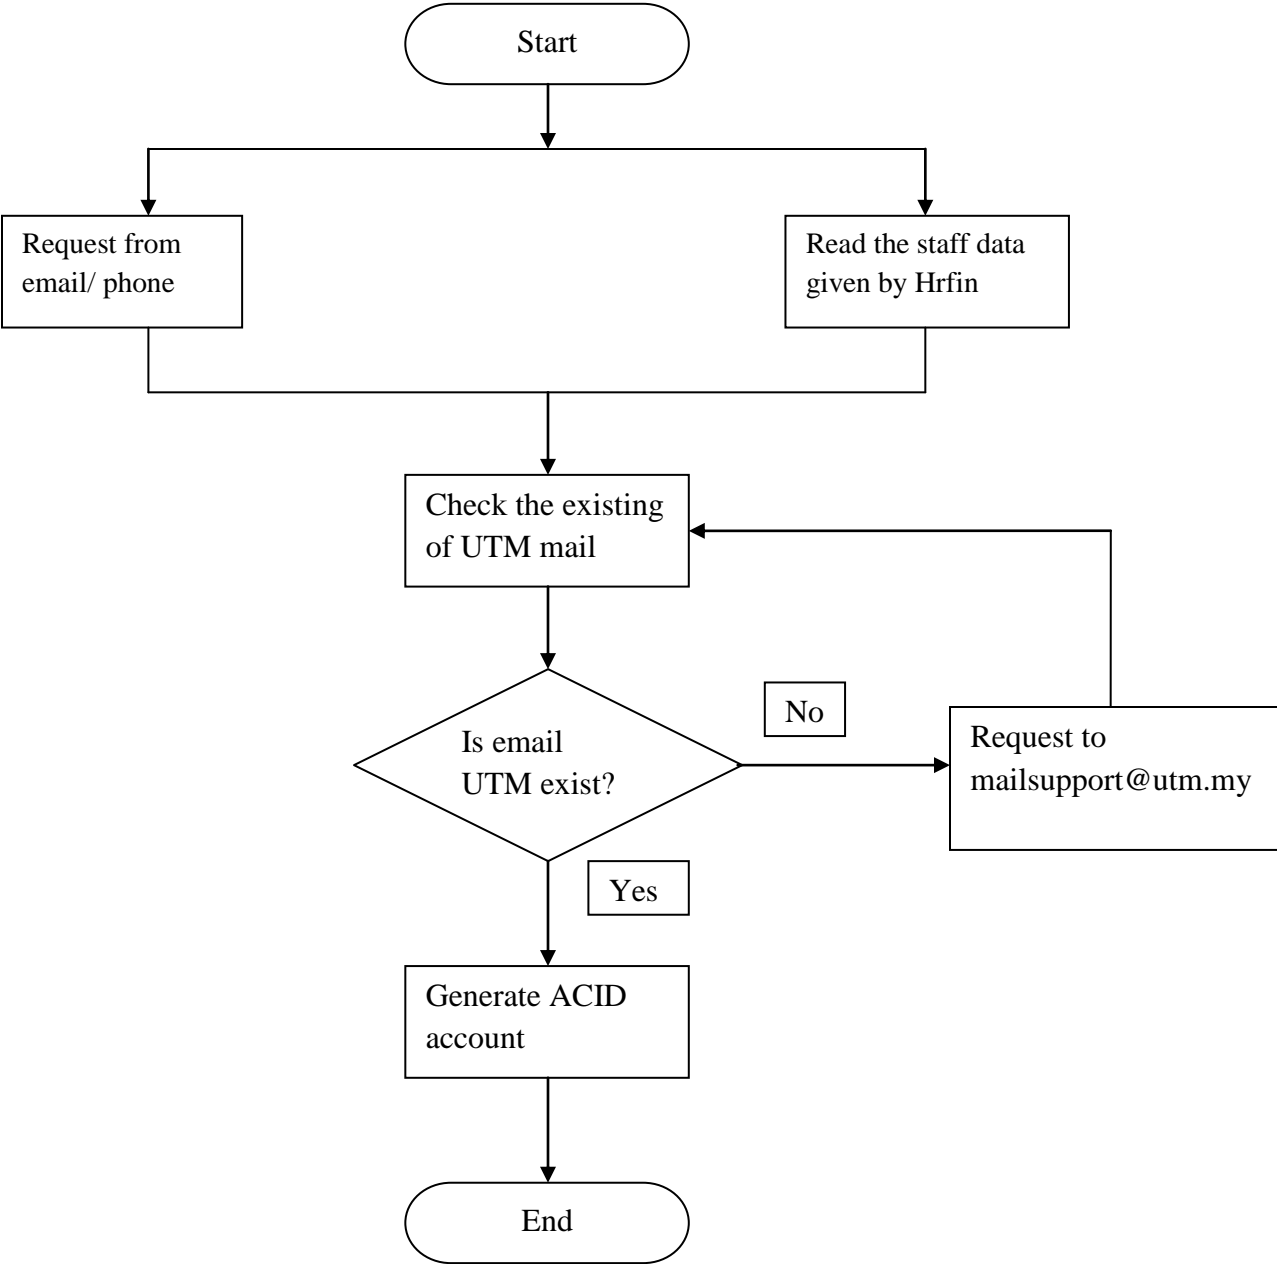 Start
Request from
email/ phone
Read the staff data
given by Hrfin
Check the existing
of UTM mail
Is email
UTM exist?
No
Request to
mailsupport@utm.my
Yes
Generate ACID
account
End